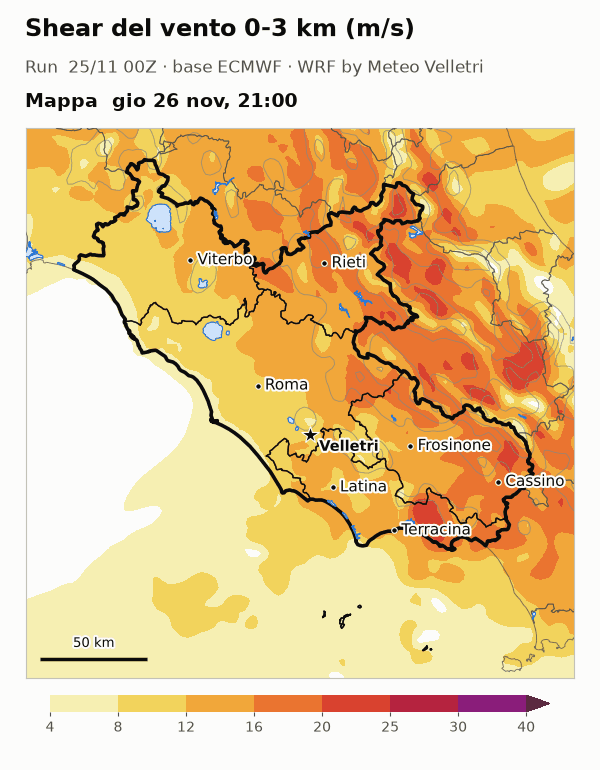 Shear del vento 0-3 km (m/s)
Run 25/11 00Z · base ECMWF · WRF by Meteo Velletri
Mappa gio 26 nov, 21:00
Viterbo
Rieti
Roma
Velletri
Frosinone
Cassino
Latina
Terracina
50 km
4 8 12 16 20 25 30 40